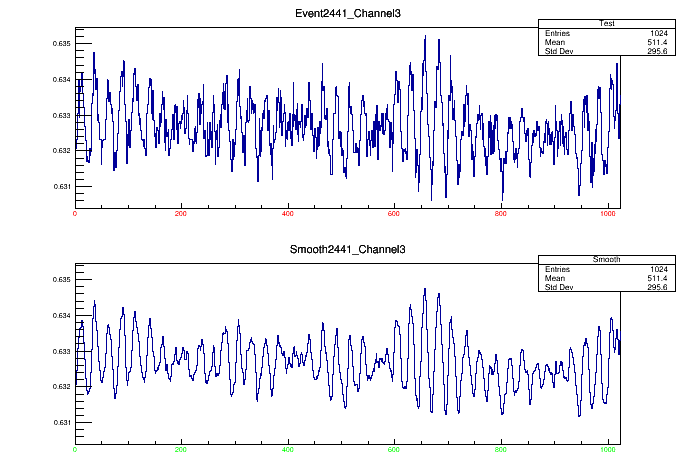 Event2441_Channel3
Test
Entries 1024
Mean 511.4
Std Dev 295.6
0.635
0.634
0.633
0.632
0.631
0 200 400 600 800 1000
Smooth2441_Channel3
Smooth
Entries 1024
Mean 511.4
Std Dev 295.6
0.635
0.634
0.633
0.632
0.631
0 200 400 600 800 1000